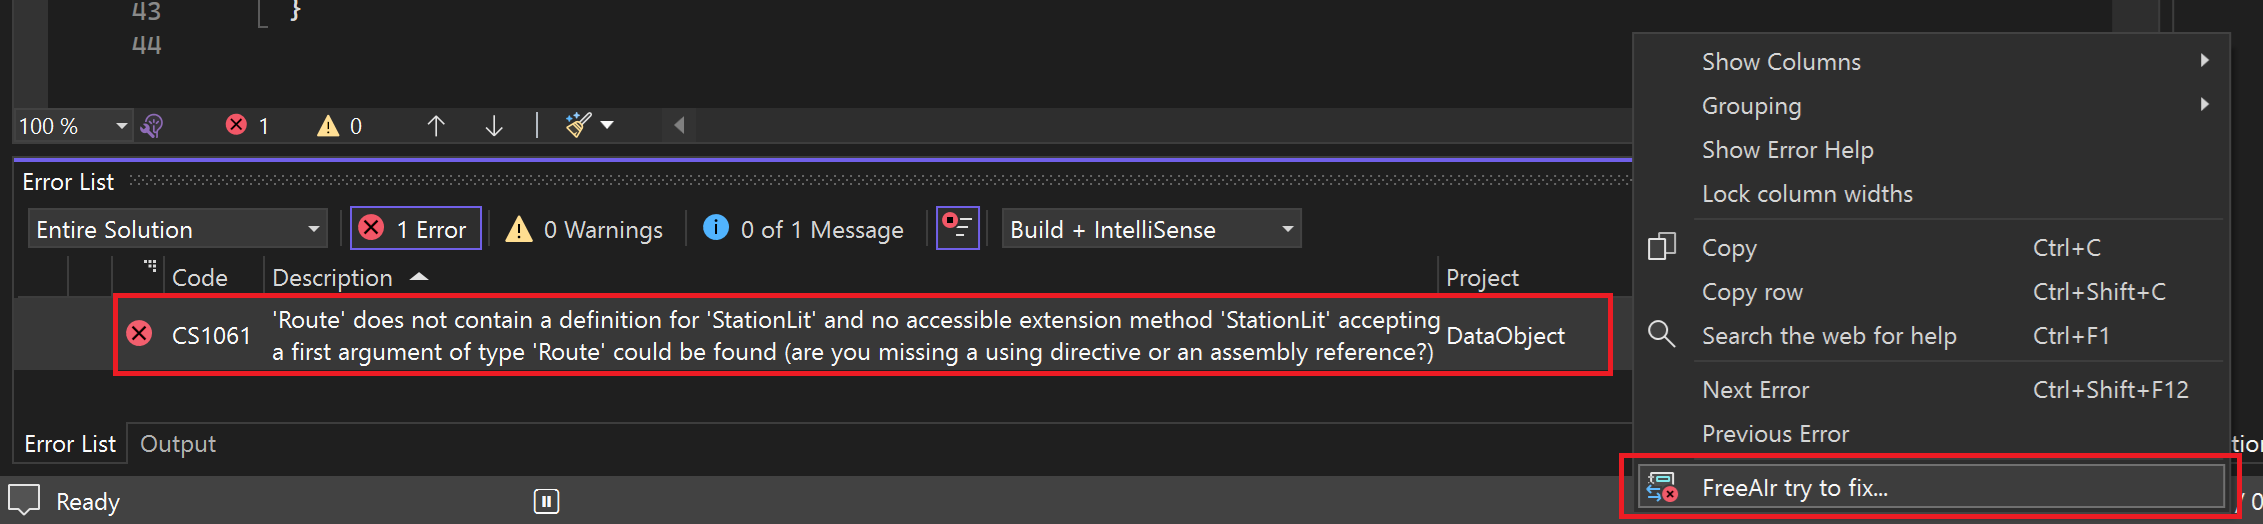 43 }
44
100 % 1 0
Error List
Entire Solution 1 Error 0 Warnings 0 of 1 Message Build + IntelliSense
Code Description Project
CS1061 'Route' does not contain a definition for 'StationLit' and no accessible extension method 'StationLit' accepting
a first argument of type 'Route' could be found (are you missing a using directive or an assembly reference?) DataObject
Error List Output
Ready
Show Columns
Grouping
Show Error Help
Lock column widths
Copy Ctrl+C
Copy row Ctrl+Shift+C
Search the web for help Ctrl+F1
Next Error Ctrl+Shift+F12
Previous Error
FreeAIr try to fix...